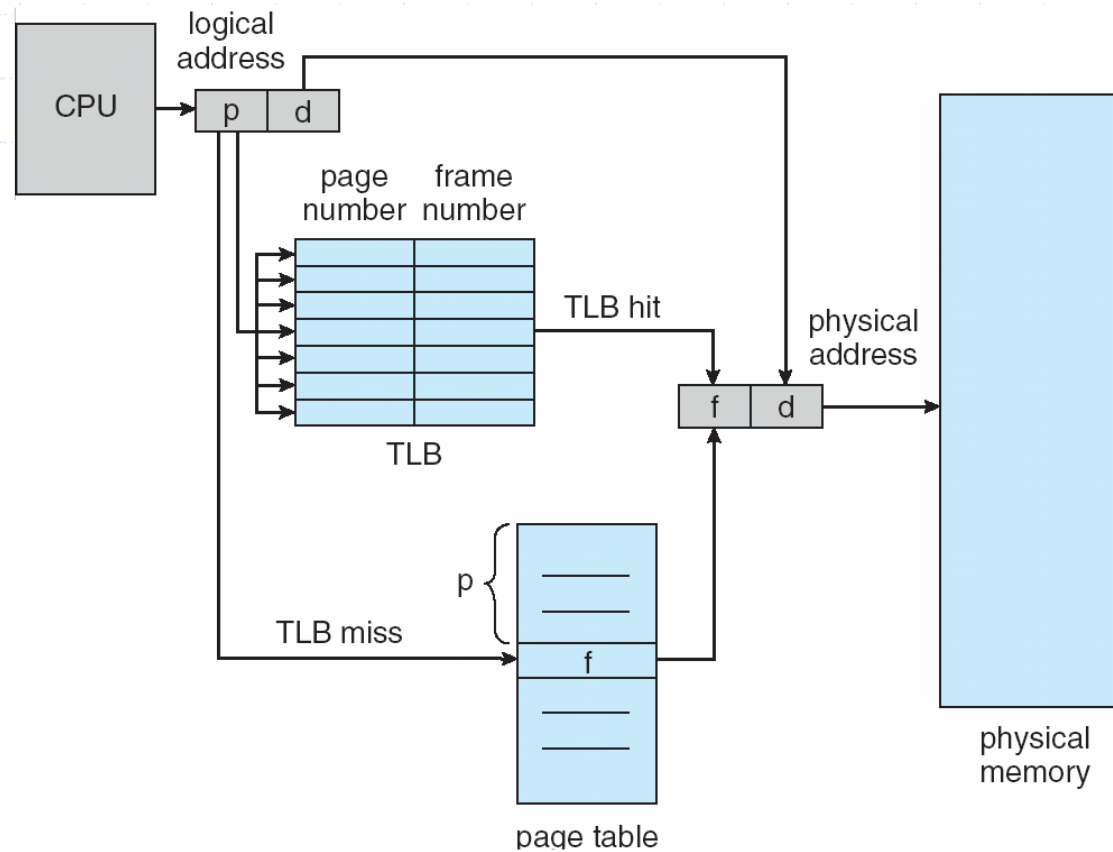 logical
address
CPU
p
d
page
number
frame
number
TLB hit
physical
address
f
d
TLB
p
TLB miss
f
physical
memory
page table